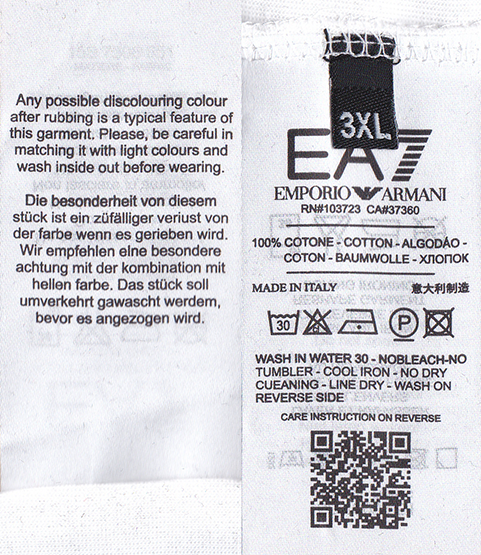 Any possible discolouring colour
after rubbing is a typical feature of
this garment. Please, be careful in
matching it with light colours and
wash inside out before wearing.
Die besonderheit von diesem
stück ist ein züfälliger veriust von
der farbe wenn es gerieben wird.
Wir empfehlen eine besondere
achtung mit der kombination mit
hellen farbe. Das stück soll
umverkehrt gawascht werdem,
bevor es angezogen wird.
3XL
EA7
EMPORIO ARMANI
RN#103723 CA#37360
100% COTONE - COTTON - ALGODÃO -
COTON - BAUMWOLLE - ХЛОПОК
MADE IN ITALY 意大利制造
30 P
WASH IN WATER 30 - NOBLEACH-NO
TUMBLER - COOL IRON - NO DRY
CUEANING - LINE DRY - WASH ON
REVERSE SIDE
CARE INSTRUCTION ON REVERSE